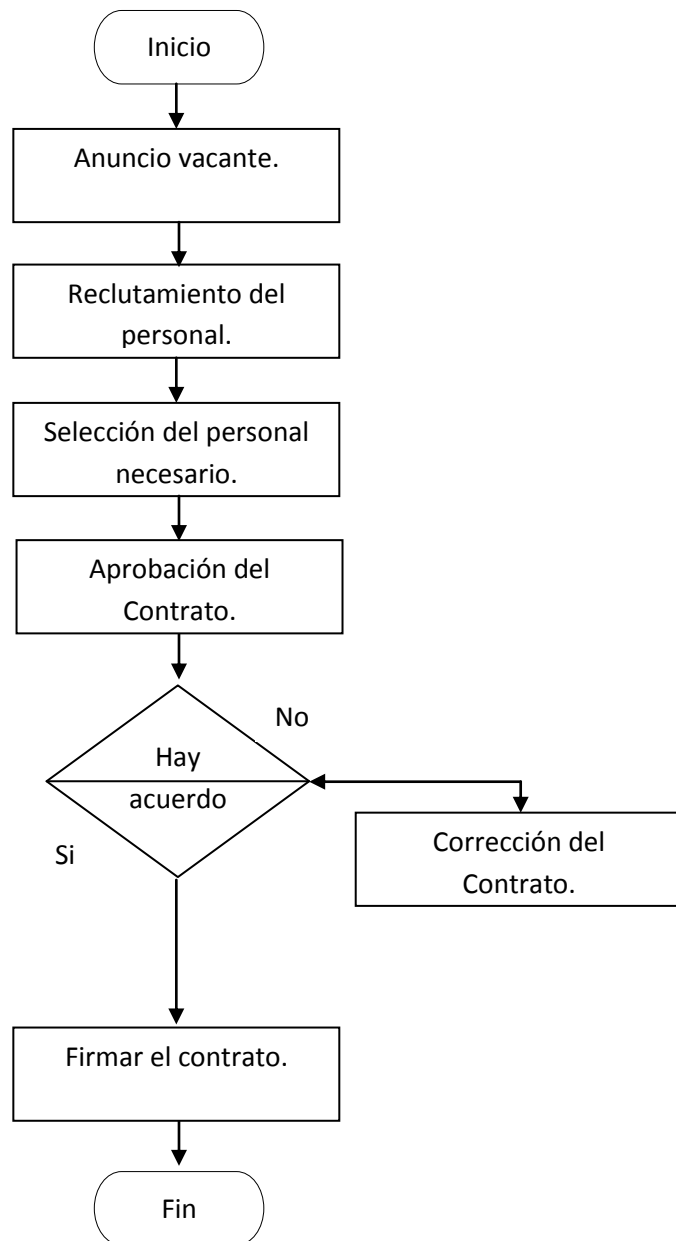 Inicio
Anuncio vacante.
Reclutamiento del
personal.
Selección del personal
necesario.
Aprobación del
Contrato.
No
Hay
acuerdo
Si
Corrección del
Contrato.
Firmar el contrato.
Fin